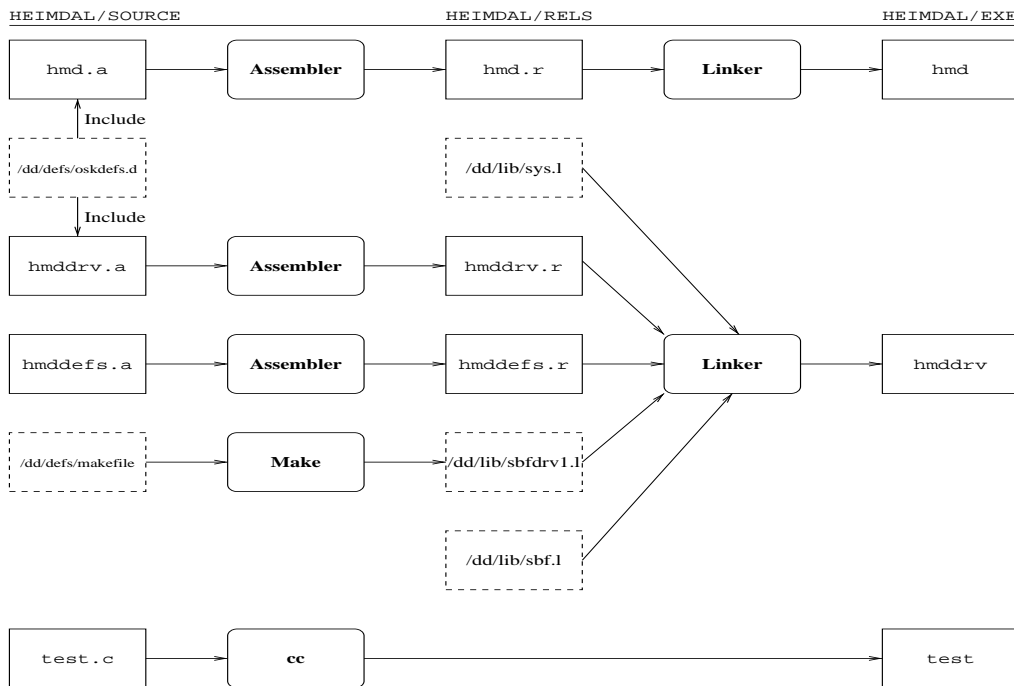 HEIMDAL/SOURCE HEIMDAL/RELS HEIMDAL/EXE
hmd.a Assembler hmd.r Linker hmd
Include
/dd/defs/oskdefs.d /dd/lib/sys.l
Include
hmddrv.a Assembler hmddrv.r
hmddefs.a Assembler hmddefs.r Linker hmddrv
/dd/defs/makefile Make /dd/lib/sbfdrv1.l
/dd/lib/sbf.l
test.c cc test